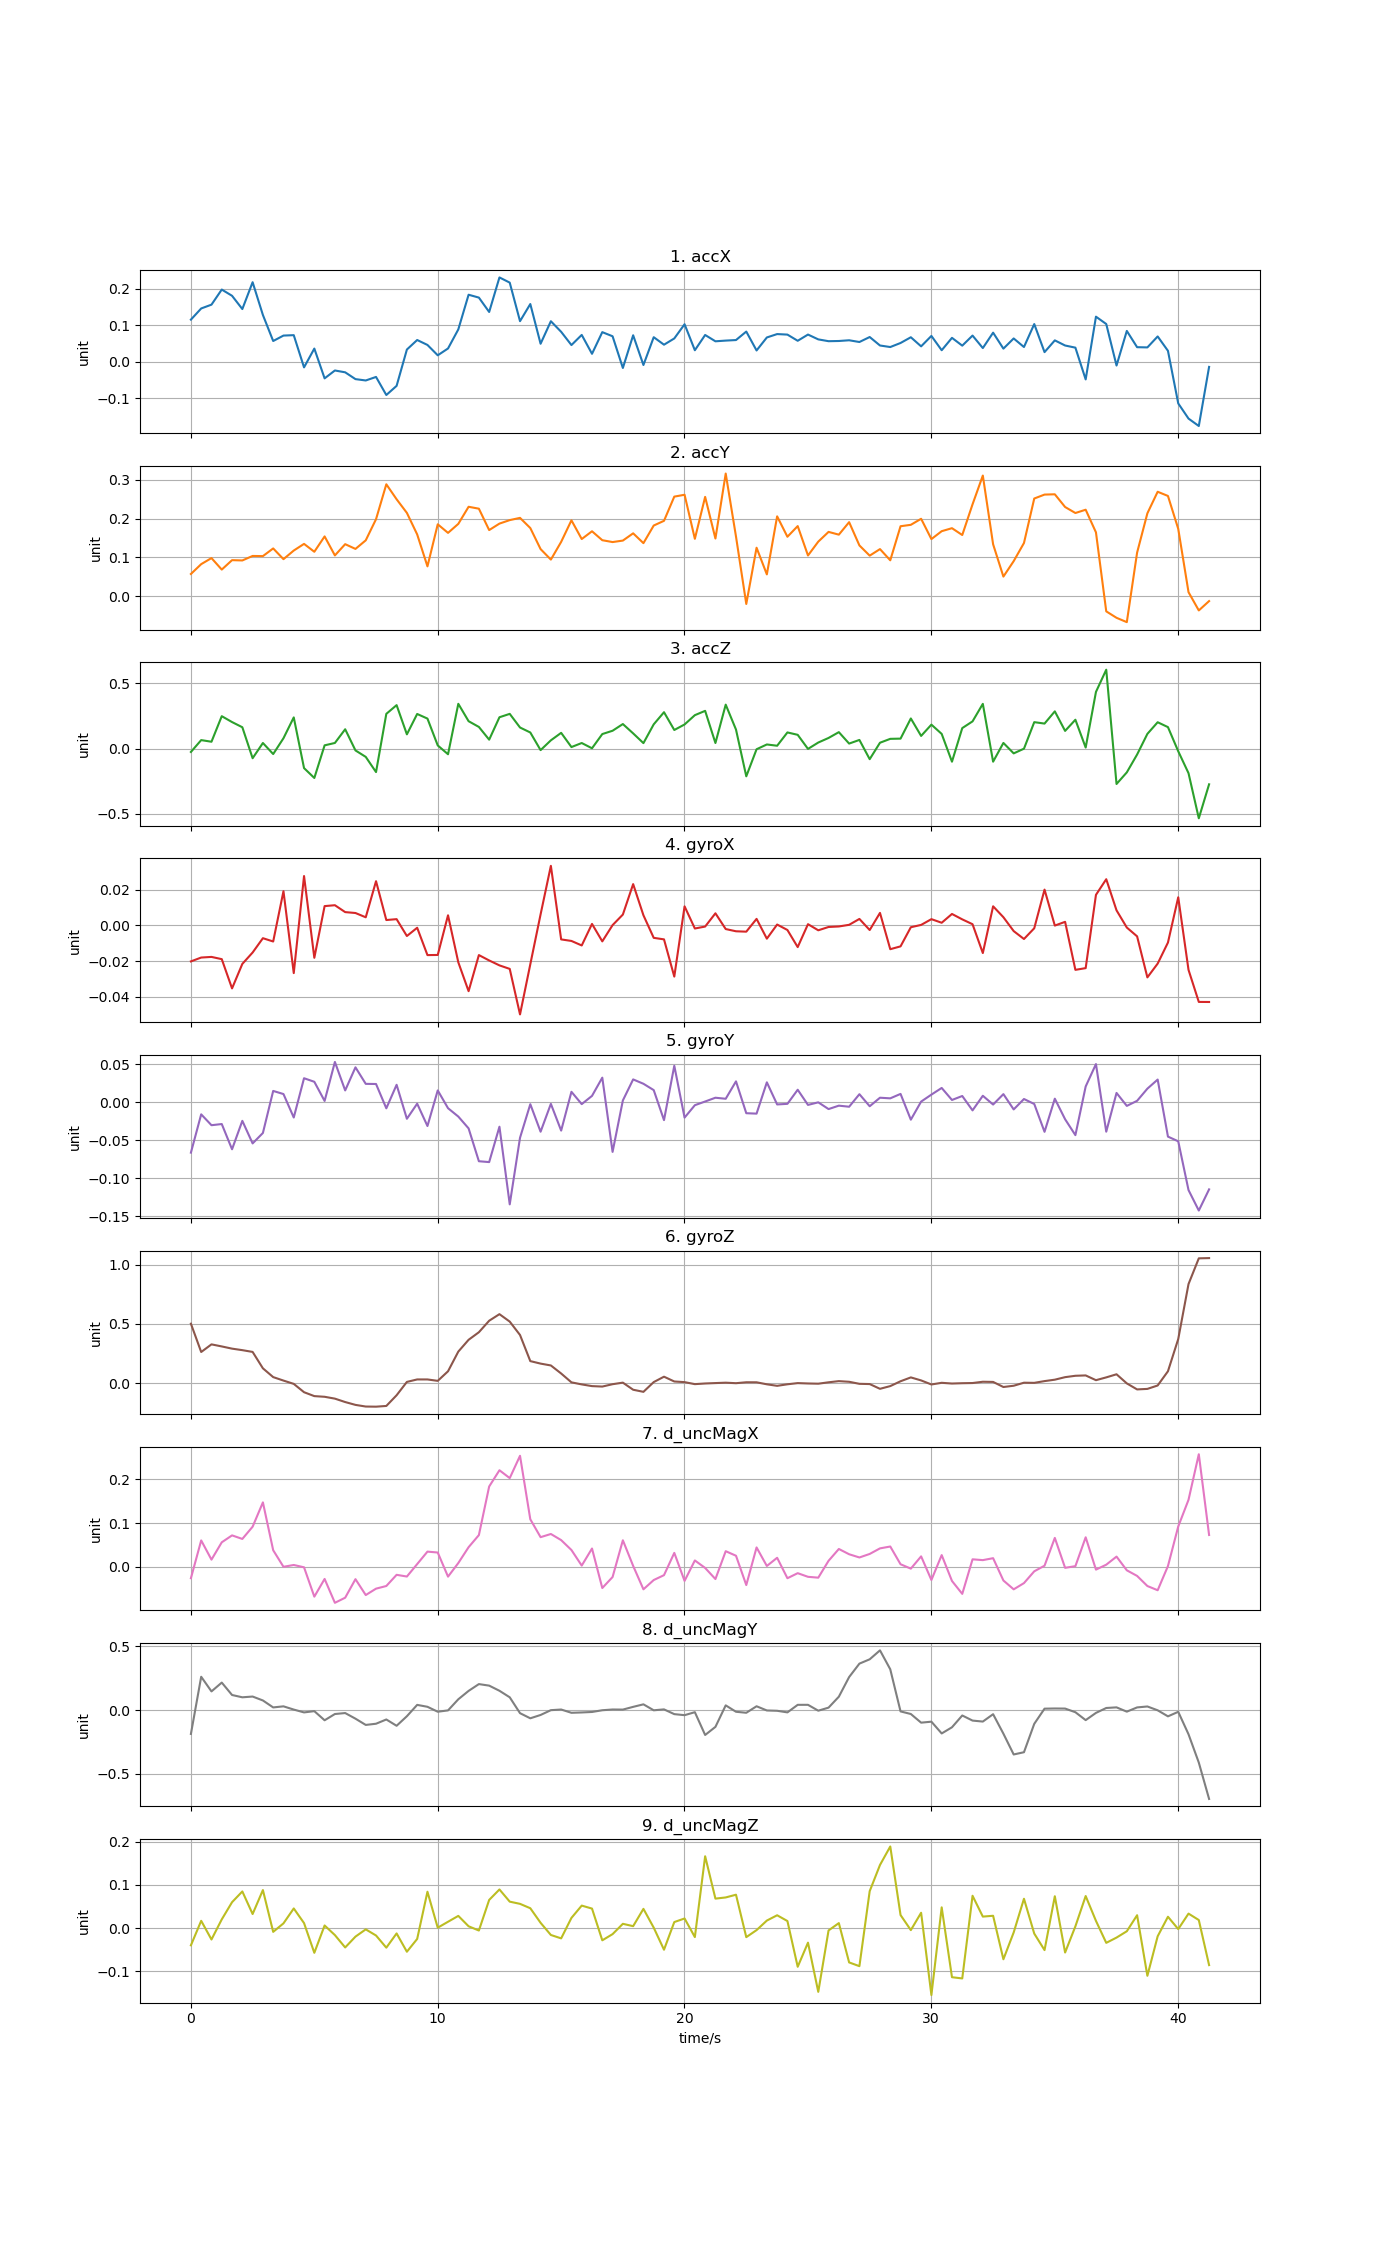 1. accX
0.2
0.1
0.0
−0.1
unit
2. accY
0.3
0.2
0.1
0.0
unit
3. accZ
0.5
0.0
−0.5
unit
4. gyroX
0.02
0.00
−0.02
−0.04
unit
5. gyroY
0.05
0.00
−0.05
−0.10
−0.15
unit
6. gyroZ
1.0
0.5
0.0
unit
7. d_uncMagX
0.2
0.1
0.0
unit
8. d_uncMagY
0.5
0.0
−0.5
unit
9. d_uncMagZ
0.2
0.1
0.0
−0.1
unit
0 10 20 30 40
time/s